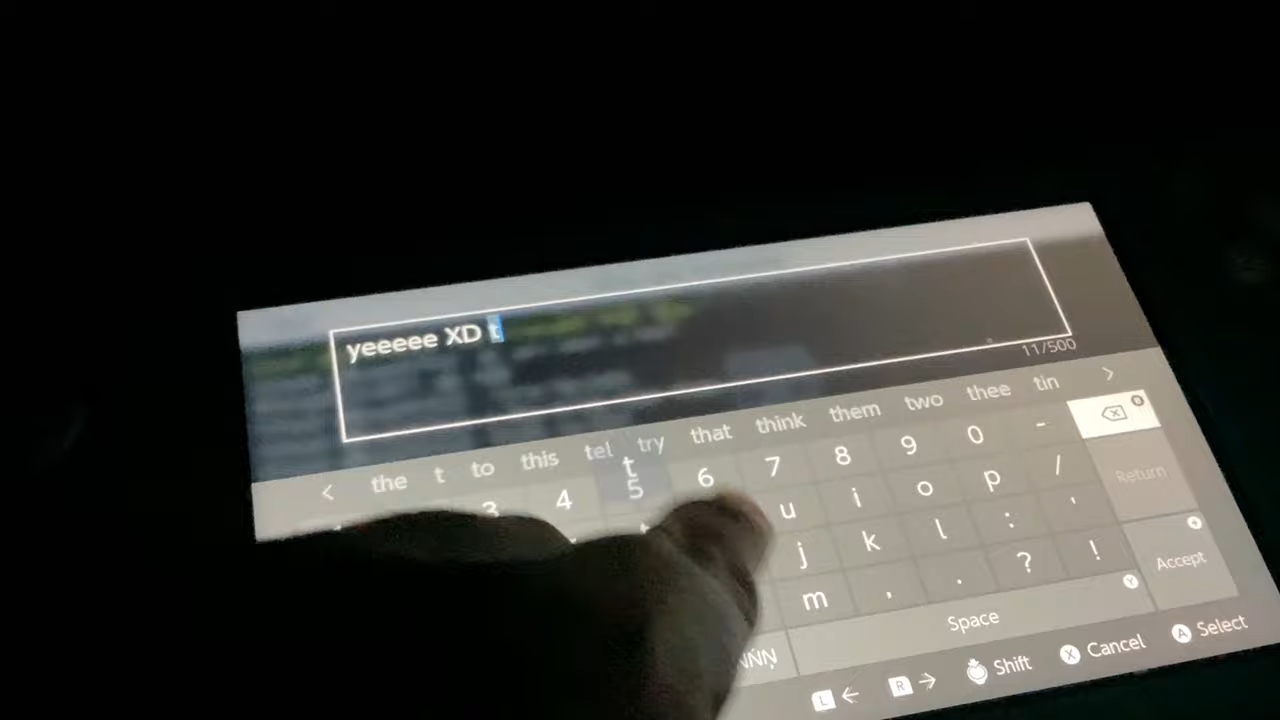 yeeeee XD t
11/500
< the t to this tel try that think them two thee tin >
t
3 4 5 6 7 8 9 0 -
u i o p / Return
j k l : '
m , . ? ! Accept
Space
L ← R → Shift X Cancel A Select